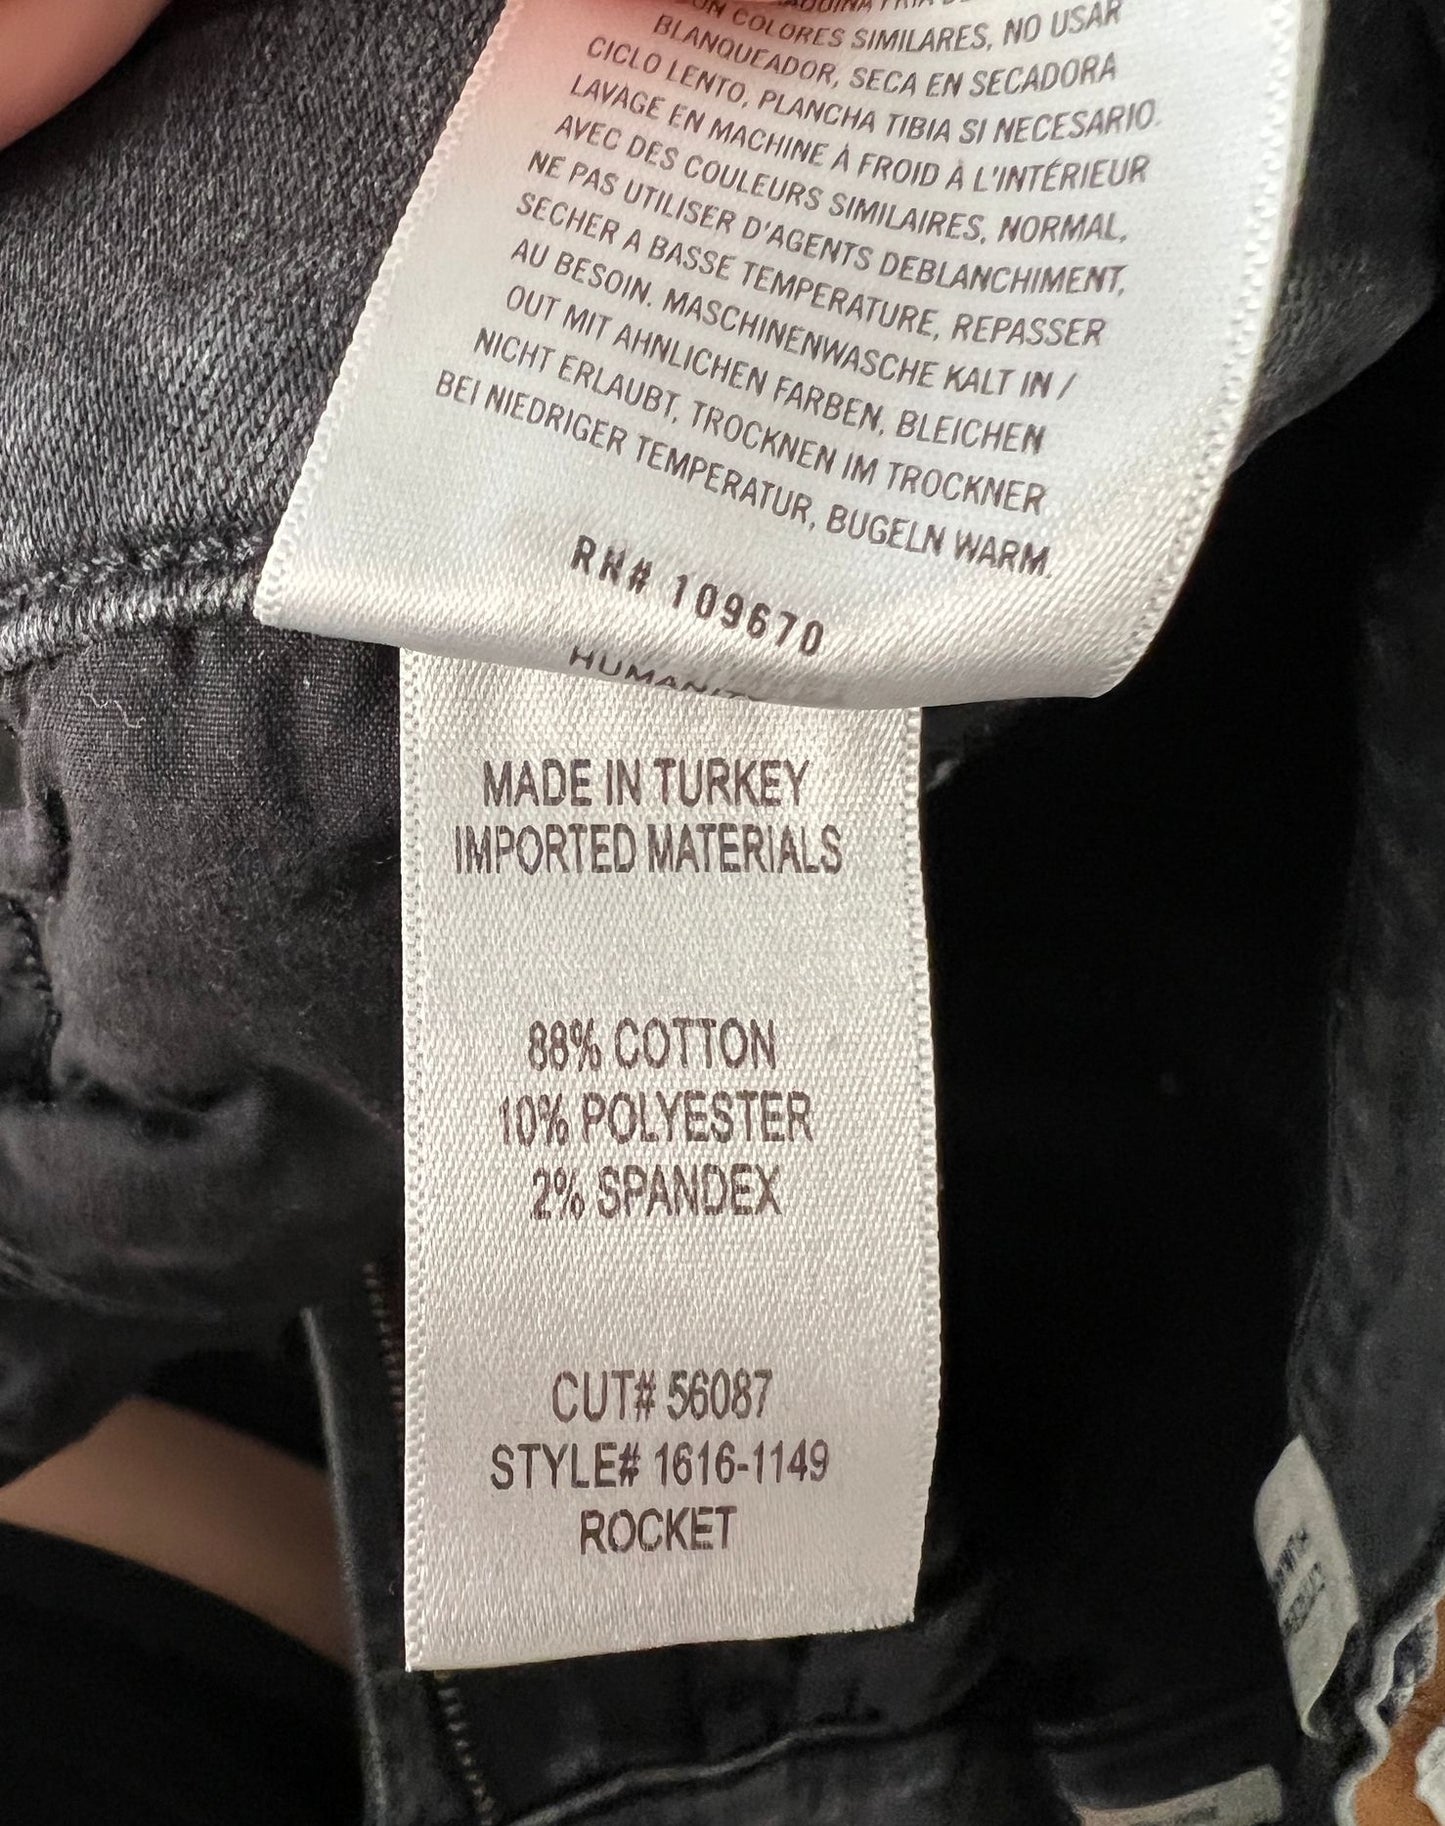 COLORES SIMILARES, NO USAR
BLANQUEADOR, SECA EN SECADORA
CICLO LENTO, PLANCHA TIBIA SI NECESARIO.
LAVAGE EN MACHINE À FROID À L'INTÉRIEUR
AVEC DES COULEURS SIMILAIRES, NORMAL,
NE PAS UTILISER D'AGENTS DEBLANCHIMENT,
SECHER A BASSE TEMPERATURE, REPASSER
AU BESOIN. MASCHINENWASCHE KALT IN /
OUT MIT AHNLICHEN FARBEN, BLEICHEN
NICHT ERLAUBT, TROCKNEN IM TROCKNER
BEI NIEDRIGER TEMPERATUR, BUGELN WARM.
RN# 109670
MADE IN TURKEY
IMPORTED MATERIALS
88% COTTON
10% POLYESTER
2% SPANDEX
CUT# 56087
STYLE# 1616-1149
ROCKET